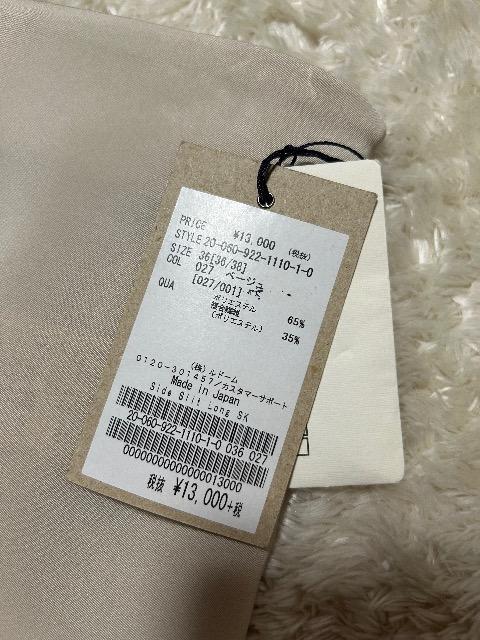 PRICE ¥13,000 (税抜)
STYLE 20-060-922-1110-1-0
SIZE 36[36/38]
COL 027 ベージュ
[027/001]
QUA ポリエステル 65%
複合繊維
(ポリエステル) 35%
(株)ルドーム
0120-301457/カスタマーサポート
Made in Japan
Side Slit Long SK
20-060-922-1110-1-0 036 027
0000000000000013000
税抜 ¥13,000+税